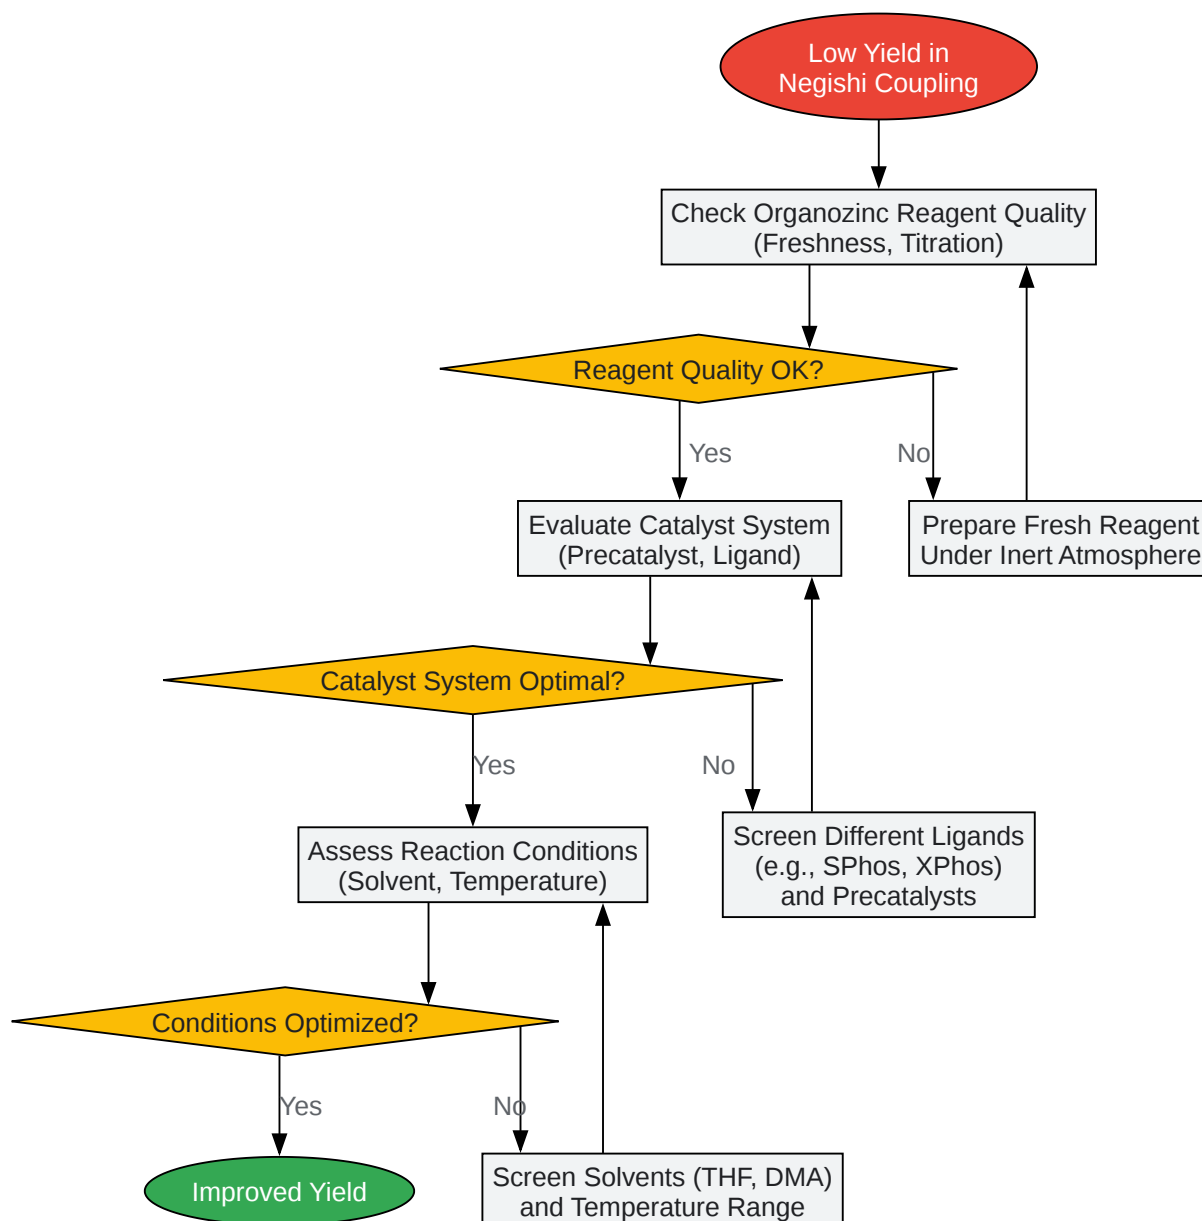 Low Yield in
Negishi Coupling
Check Organozinc Reagent Quality
(Freshness, Titration)
Reagent Quality OK?
Yes
No
Evaluate Catalyst System
(Precatalyst, Ligand)
Prepare Fresh Reagent
Under Inert Atmosphere
Catalyst System Optimal?
Yes
No
Assess Reaction Conditions
(Solvent, Temperature)
Screen Different Ligands
(e.g., SPhos, XPhos)
and Precatalysts
Conditions Optimized?
Yes
No
Improved Yield
Screen Solvents (THF, DMA)
and Temperature Range